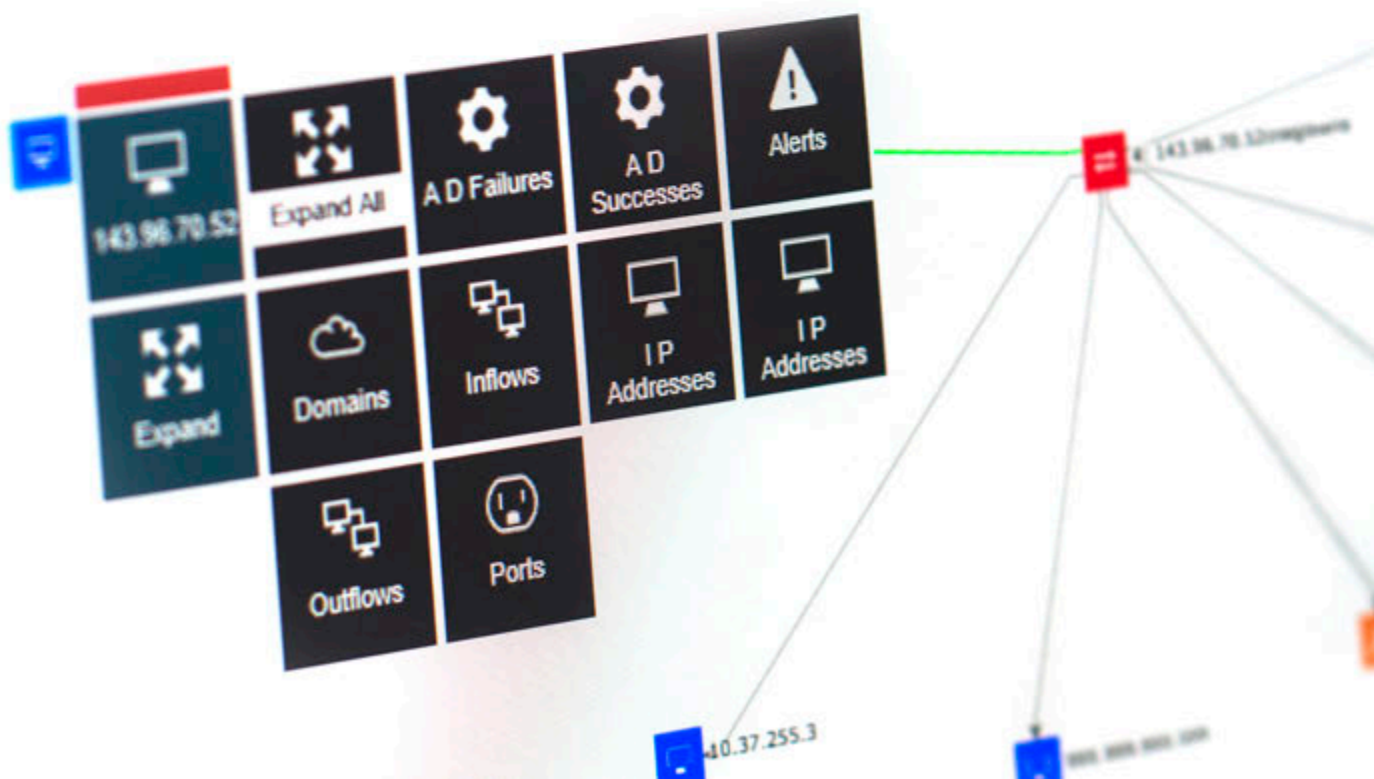 143.96.70.52
Expand All
A D Failures
A D
Successes
Alerts
Expand
Domains
Inflows
I P
Addresses
I P
Addresses
Outflows
Ports
10.37.255.3